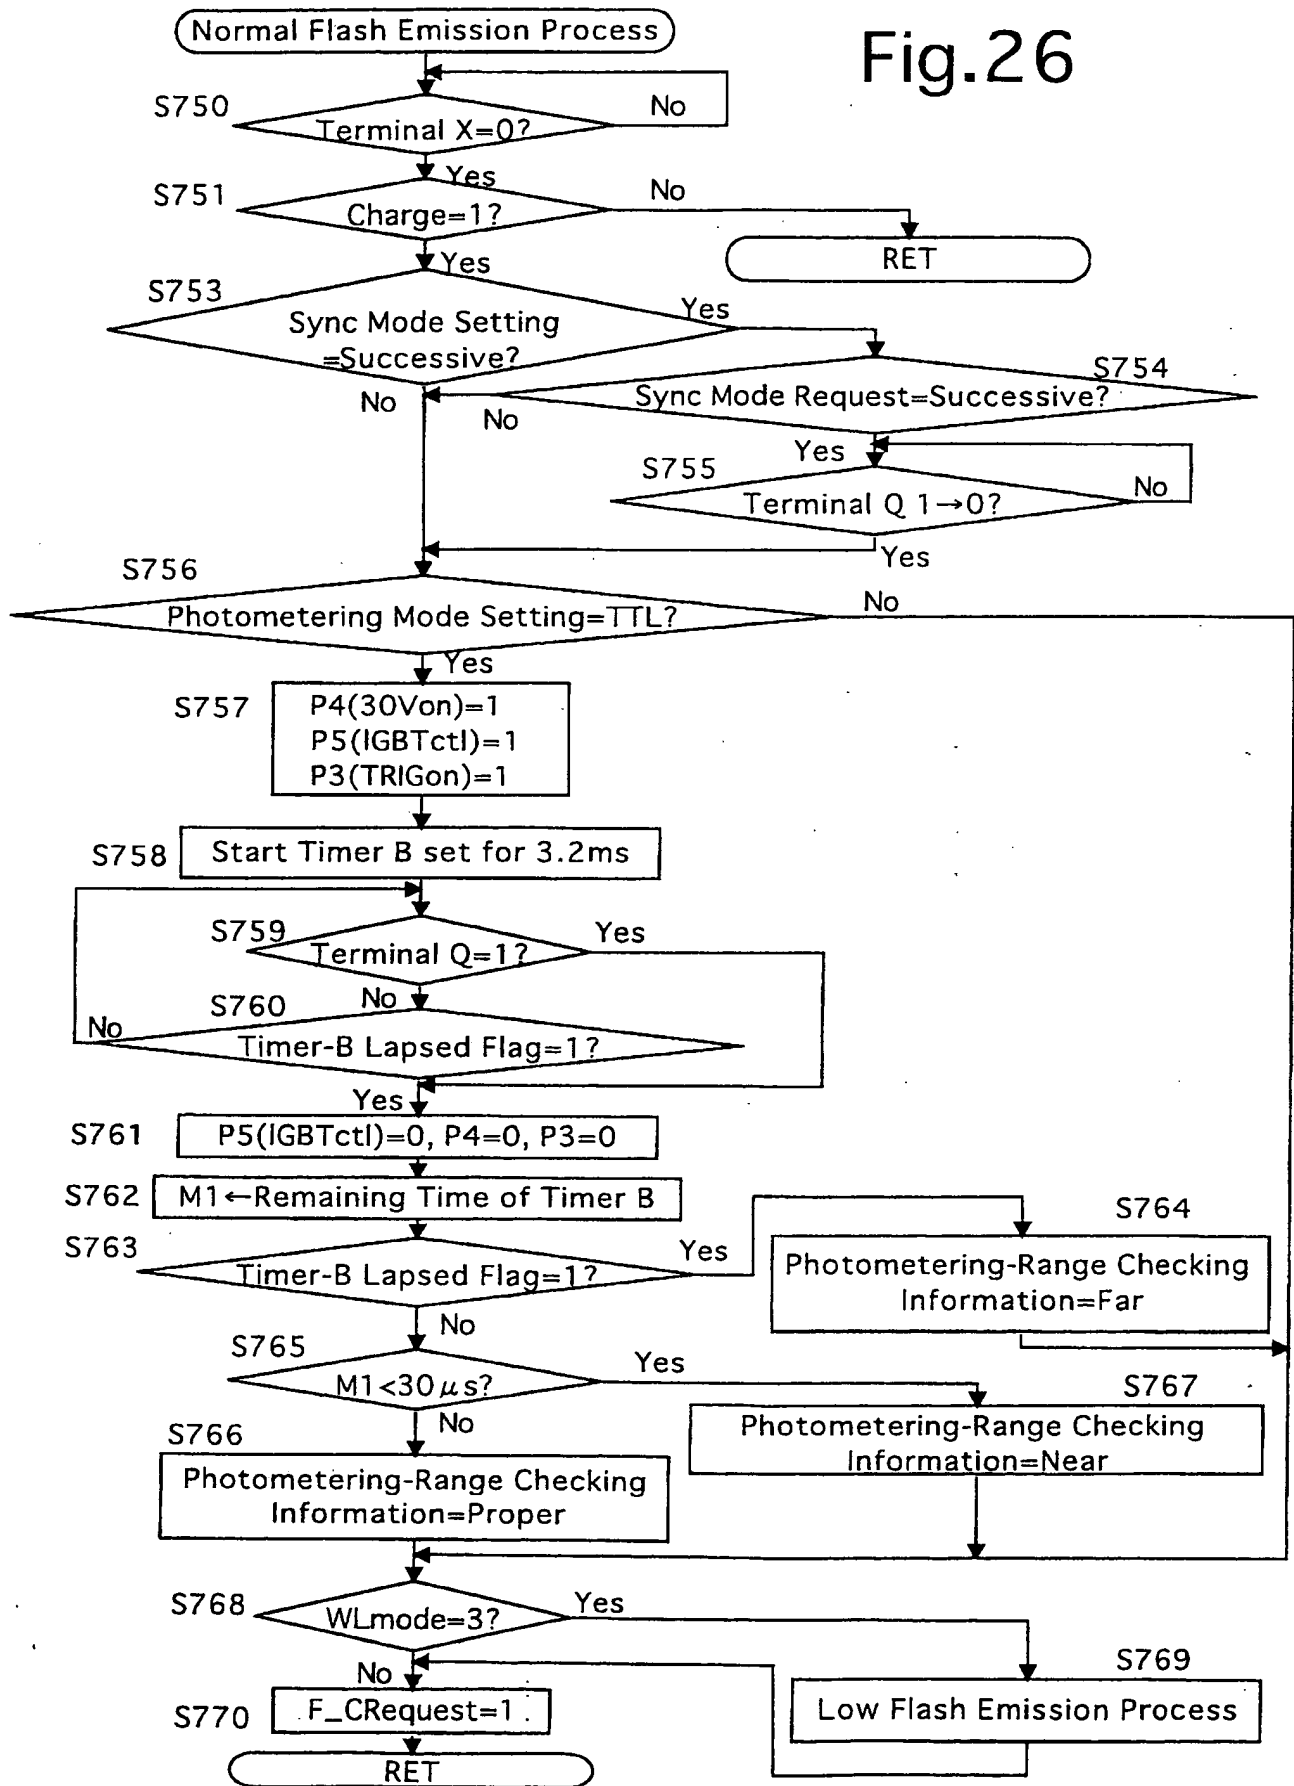 Normal Flash Emission Process
Fig.26
S750
Terminal X=0?
No
Yes
S751
Charge=1?
No
RET
Yes
S753
Sync Mode Setting
=Successive?
Yes
S754
Sync Mode Request=Successive?
No
No
Yes
S755
Terminal Q 1→0?
No
Yes
S756
Photometering Mode Setting=TTL?
No
Yes
S757
P4(30Von)=1
P5(IGBTctl)=1
P3(TRIGon)=1
S758
Start Timer B set for 3.2ms
S759
Terminal Q=1?
Yes
No
S760
Timer-B Lapsed Flag=1?
No
Yes
S761
P5(IGBTctl)=0, P4=0, P3=0
S762
M1←Remaining Time of Timer B
S763
Timer-B Lapsed Flag=1?
Yes
S764
Photometering-Range Checking
Information=Far
No
S765
M1<30μs?
Yes
S767
Photometering-Range Checking
Information=Near
No
S766
Photometering-Range Checking
Information=Proper
S768
WLmode=3?
Yes
S769
Low Flash Emission Process
No
S770
F_CRequest=1
RET